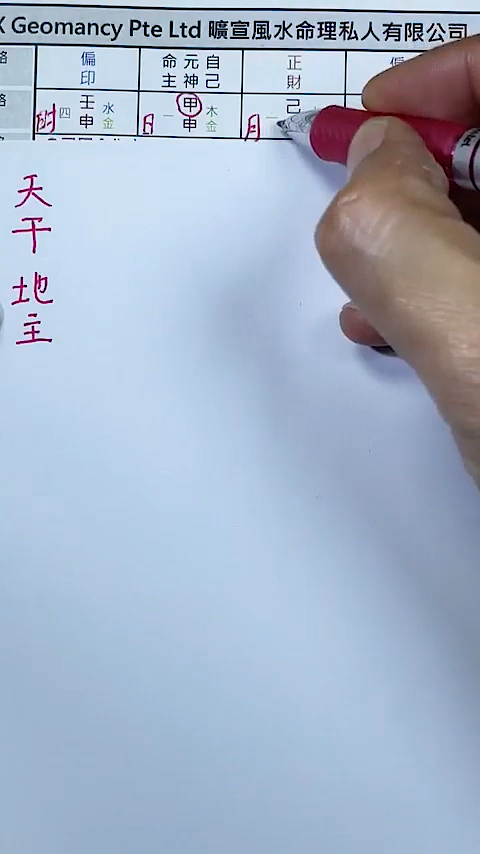 X Geomancy Pte Ltd 曠宣風水命理私人有限公司
偏印
命主 元神 自己
正財
時 四 壬申 水金
日 一 甲申 木金
月 一 己
天干
地主